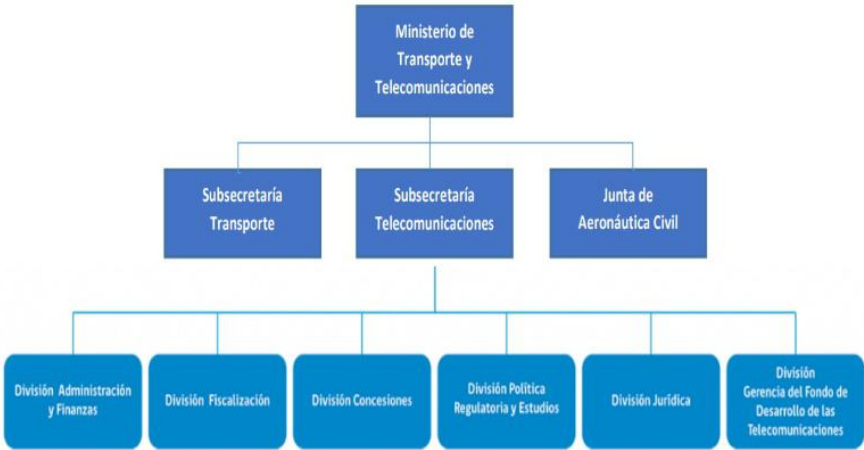 Ministerio de
Transporte y
Telecomunicaciones
Subsecretaría
Transporte
Subsecretaría
Telecomunicaciones
Junta de
Aeronáutica Civil
División Administración
y Finanzas
División Fiscalización
División Concesiones
División Política
Regulatoria y Estudios
División Jurídica
División
Gerencia del Fondo de
Desarrollo de las
Telecomunicaciones